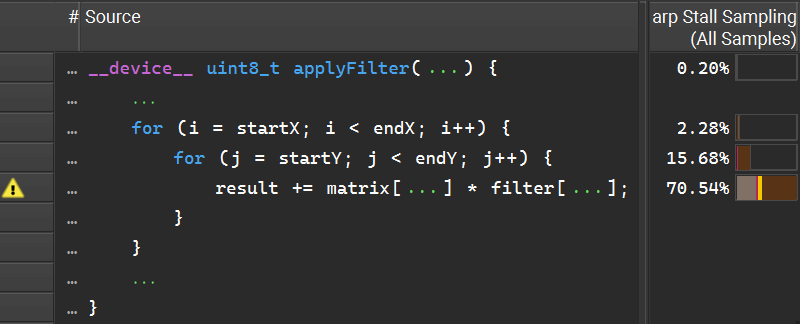 # Source arp Stall Sampling
(All Samples)
… __device__ uint8_t applyFilter( ... ) { 0.20%
… ...
… for (i = startX; i < endX; i++) { 2.28%
… for (j = startY; j < endY; j++) { 15.68%
… result += matrix[ ... ] * filter[ ... ]; 70.54%
… }
… }
… ...
… }